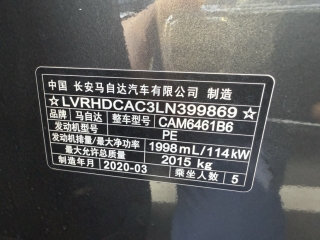 中国 长安马自达汽车有限公司 制造
☆LVRHDCAC3LN399869☆
品牌 马自达 整车型号 CAM6461B6
发动机型号 PE
发动机排量/最大净功率 1998mL/114kW
最大允许总质量 2015 kg
制造年月 2020-03 乘坐人数 5